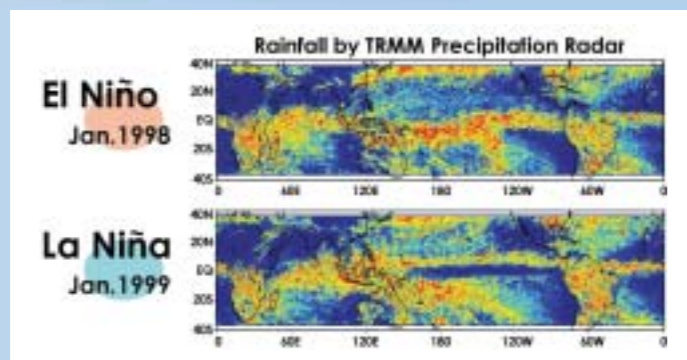 Rainfall by TRMM Precipitation Radar
El Niño
Jan.1998
40N
20N
EQ
20S
40S
0 60E 120E 180 120W 60W 0
La Niña
Jan.1999
40N
20N
EQ
20S
40S
0 60E 120E 180 120W 60W 0